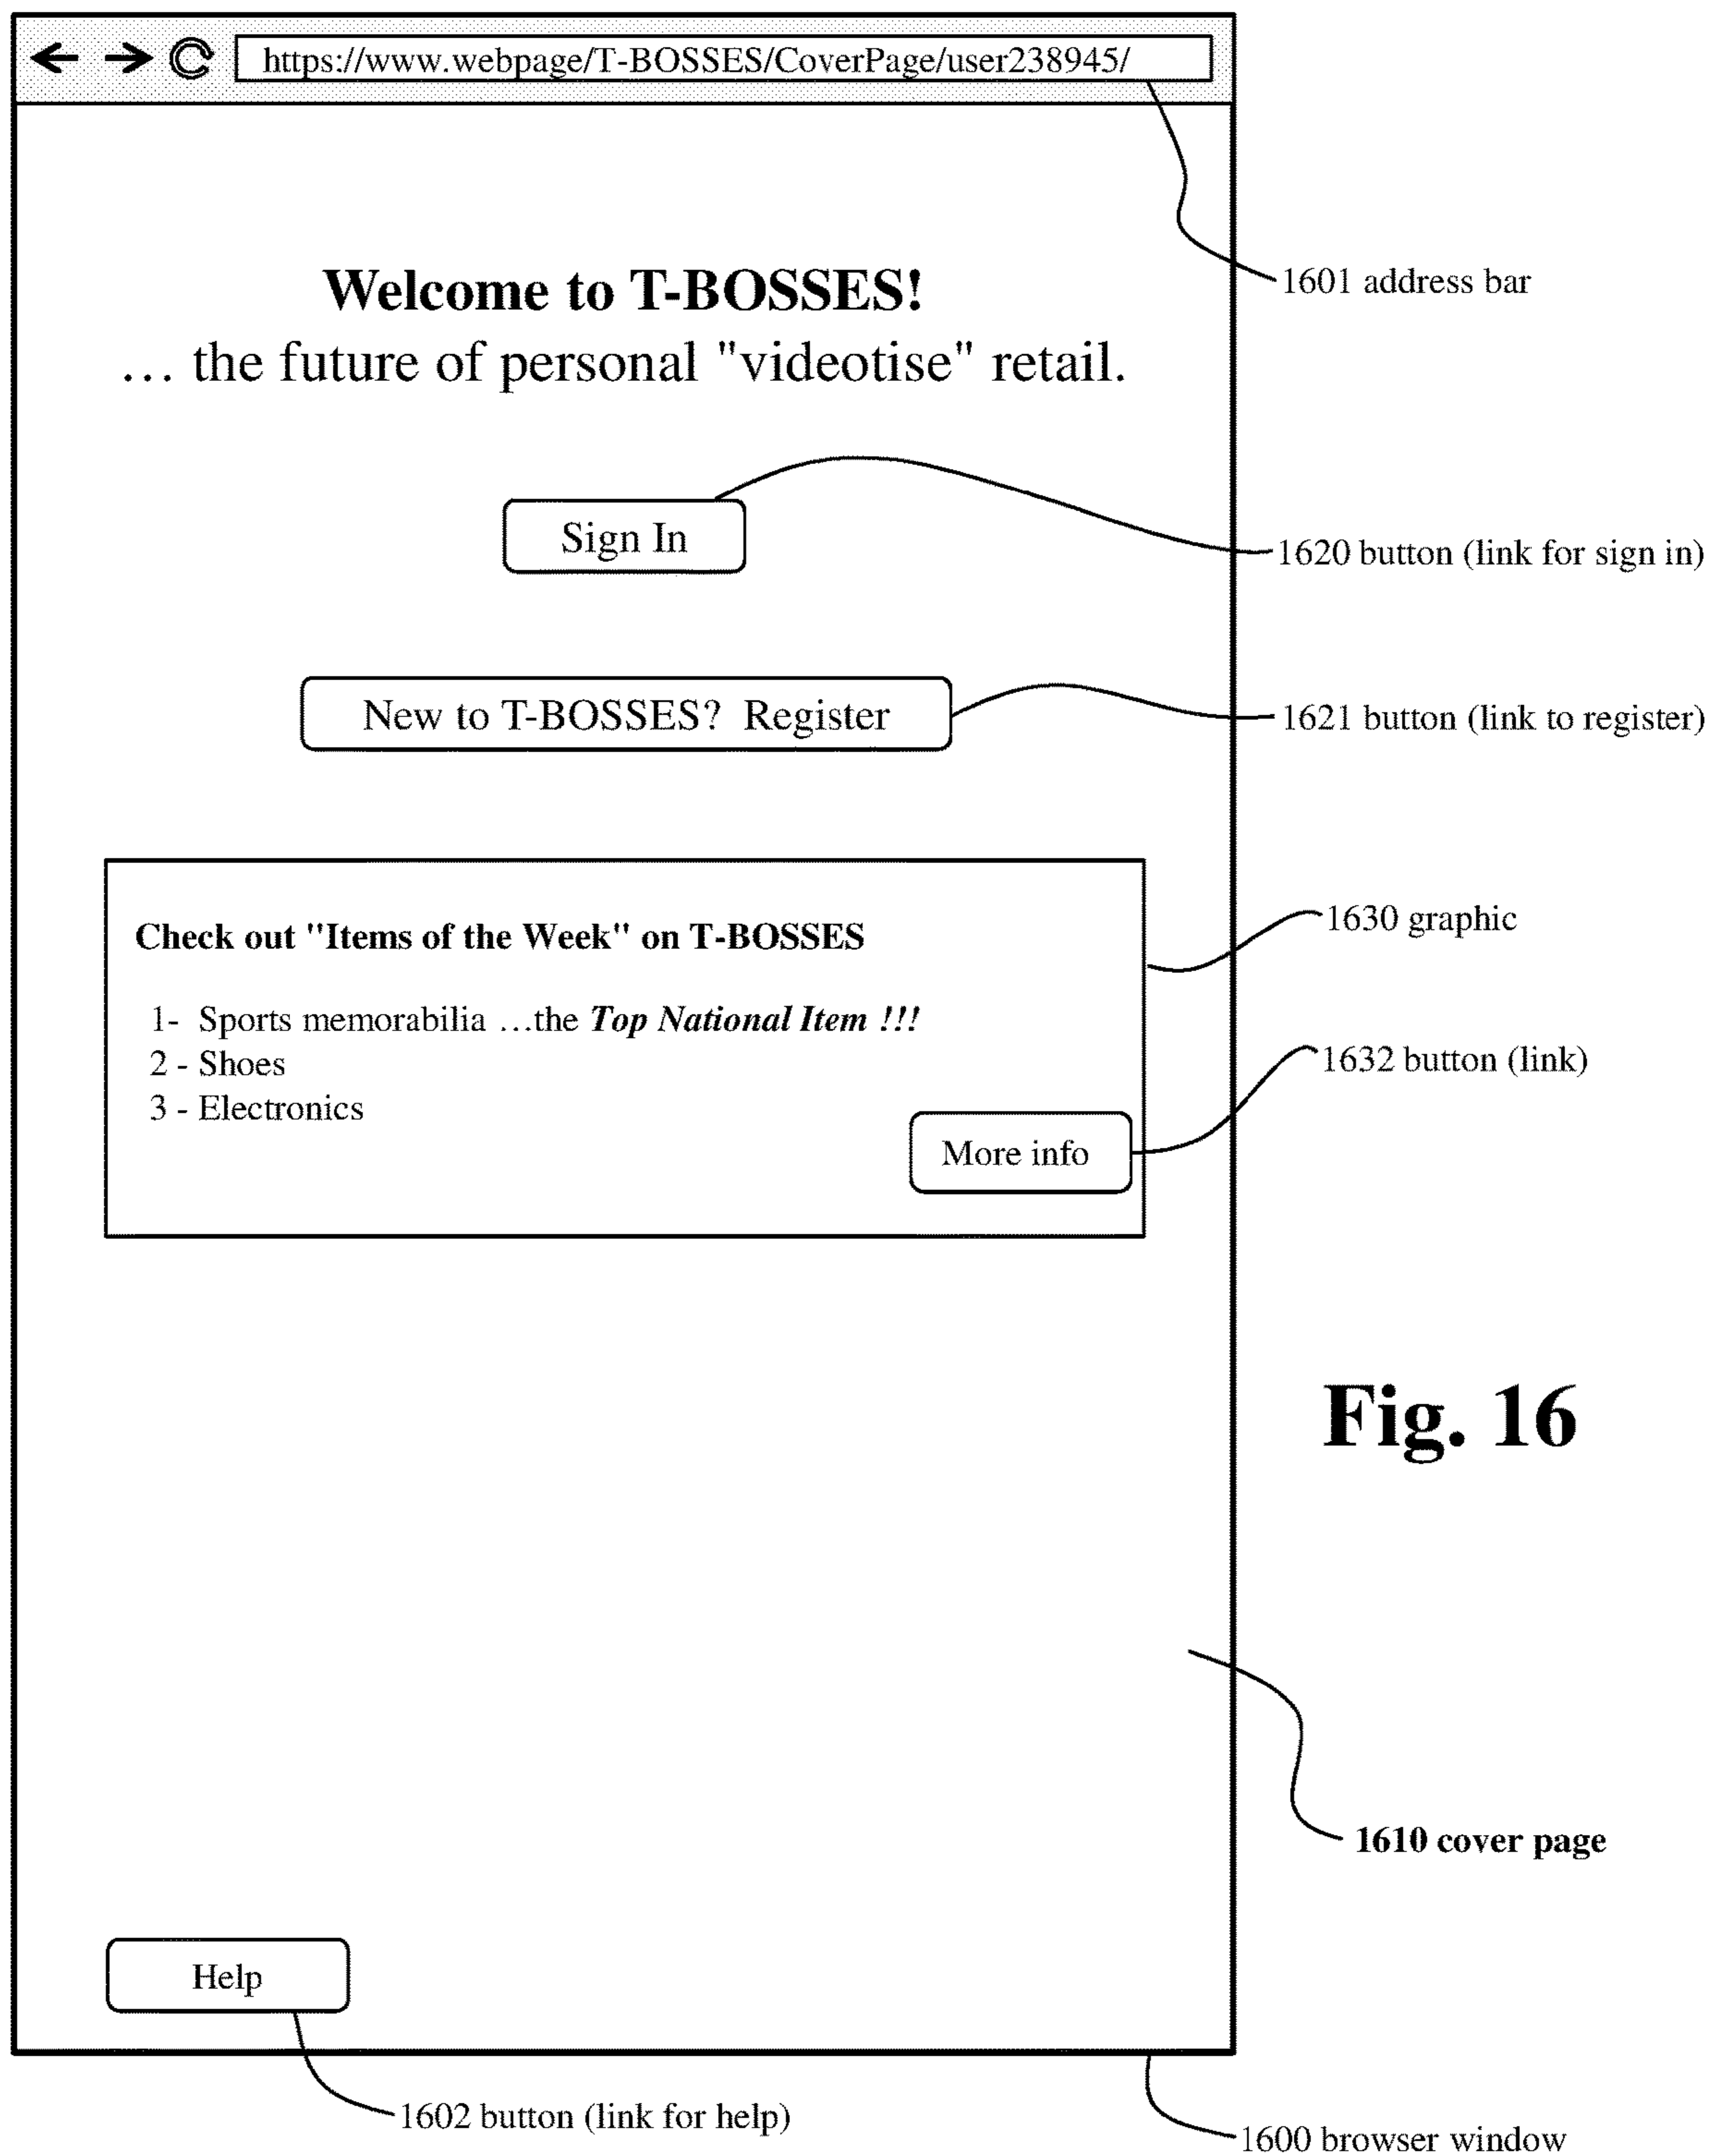 https://www.webpage/T-BOSSES/CoverPage/user238945/
1601 address bar
Welcome to T-BOSSES!
... the future of personal "videotise" retail.
Sign In
1620 button (link for sign in)
New to T-BOSSES? Register
1621 button (link to register)
1630 graphic
Check out "Items of the Week" on T-BOSSES
1- Sports memorabilia ...the Top National Item !!!
2 - Shoes
3 - Electronics
1632 button (link)
More info
Fig. 16
1610 cover page
Help
1602 button (link for help)
1600 browser window